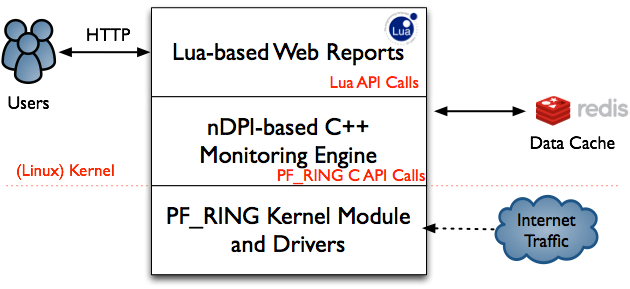 HTTP
Lua
Lua-based Web Reports
Lua API Calls
Users
nDPI-based C++
Monitoring Engine
redis
Data Cache
(Linux) Kernel
PF_RING C API Calls
PF_RING Kernel Module
and Drivers
Internet
Traffic